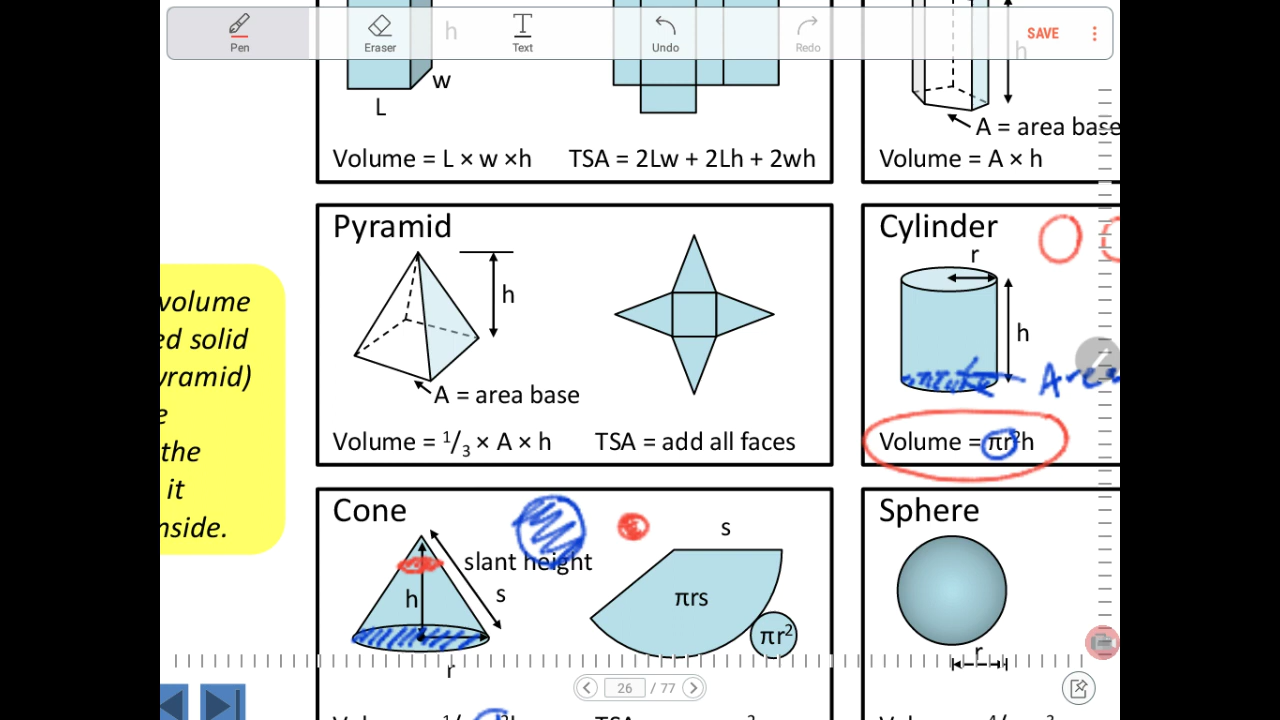 Pen
Eraser
Text
Undo
Redo
SAVE
h
w
L
h
A = area base
Volume = L × w ×h
TSA = 2Lw + 2Lh + 2wh
Volume = A × h
volume
ed solid
yramid)
e
the
it
nside.
Pyramid
h
A = area base
Volume = 1/3 × A × h
TSA = add all faces
Cylinder
r
h
Area
Volume = πr²h
Cone
slant height
h
s
r
s
πrs
πr²
Sphere
r
26 / 77